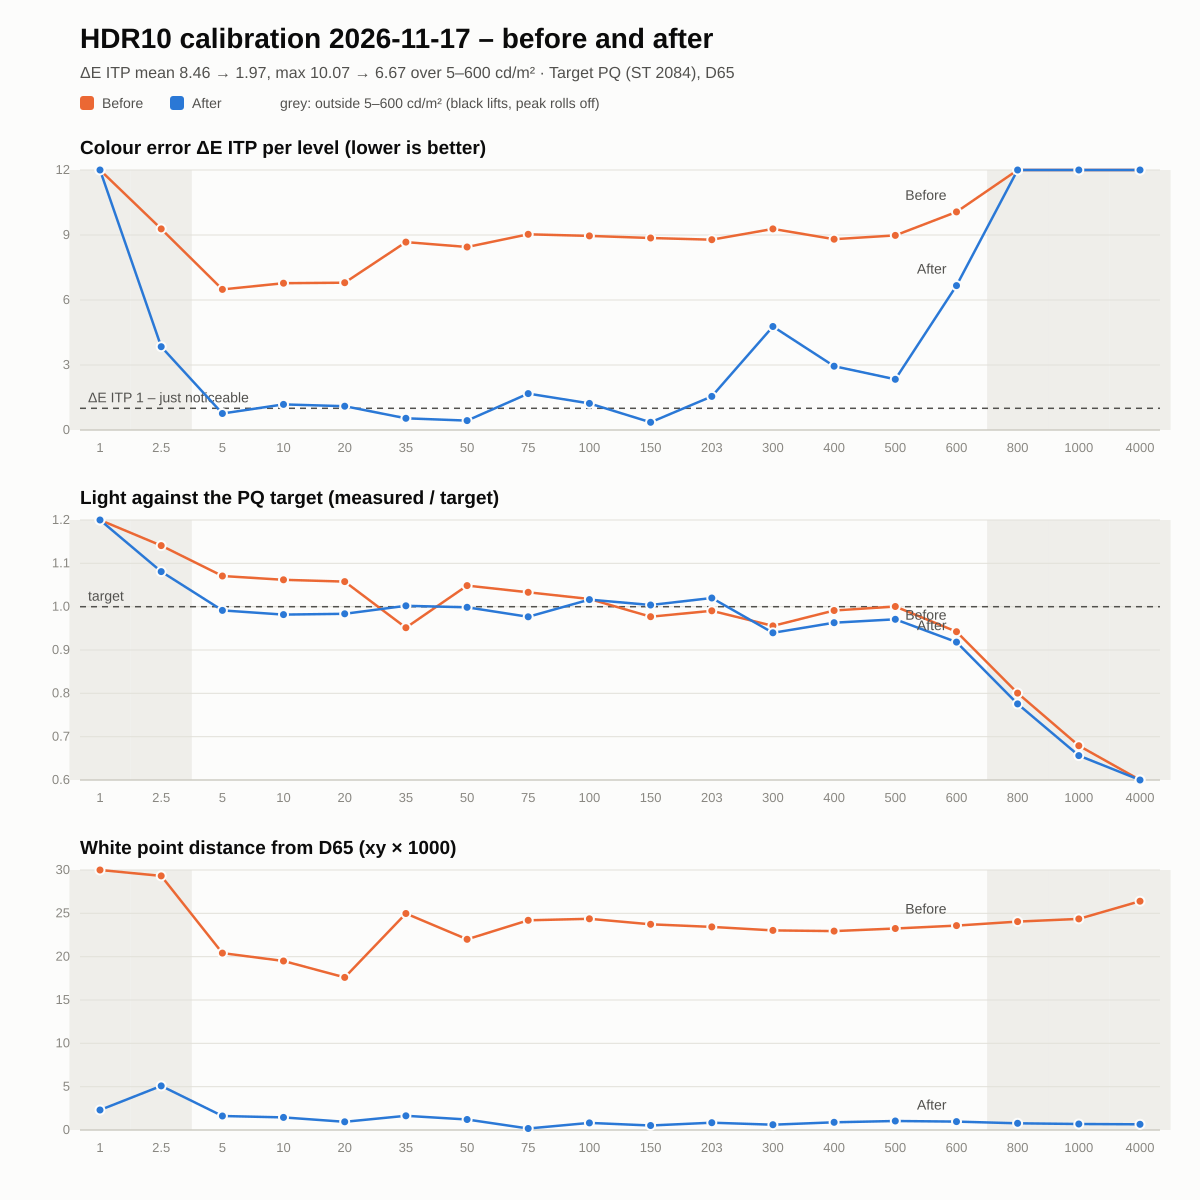 HDR10 calibration 2026-11-17 – before and after
ΔE ITP mean 8.46 → 1.97, max 10.07 → 6.67 over 5–600 cd/m² · Target PQ (ST 2084), D65
Before After grey: outside 5–600 cd/m² (black lifts, peak rolls off)
Colour error ΔE ITP per level (lower is better)
12
Before
9
After
6
3
ΔE ITP 1 – just noticeable
0
1 2.5 5 10 20 35 50 75 100 150 203 300 400 500 600 800 1000 4000
Light against the PQ target (measured / target)
1.2
1.1
target
1.0
Before
After
0.9
0.8
0.7
0.6
1 2.5 5 10 20 35 50 75 100 150 203 300 400 500 600 800 1000 4000
White point distance from D65 (xy × 1000)
30
Before
25
20
15
10
5
After
0
1 2.5 5 10 20 35 50 75 100 150 203 300 400 500 600 800 1000 4000